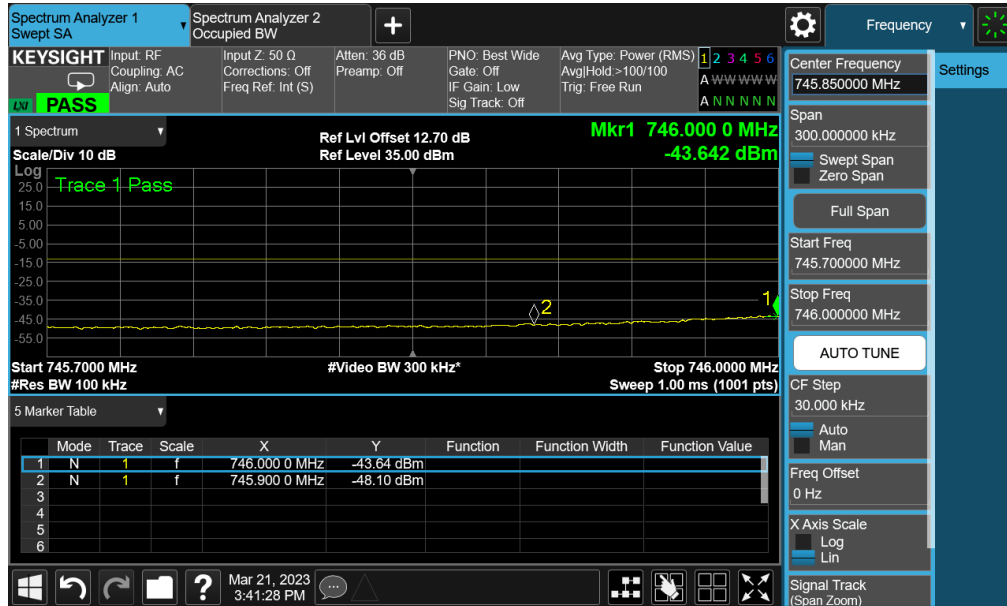 Spectrum Analyzer 1
Swept SA
Spectrum Analyzer 2
Occupied BW
+
Frequency
KEYSIGHT
LXI
PASS
Input: RF
Coupling: AC
Align: Auto
Input Z: 50 Ω
Corrections: Off
Freq Ref: Int (S)
Atten: 36 dB
Preamp: Off
PNO: Best Wide
Gate: Off
IF Gain: Low
Sig Track: Off
Avg Type: Power (RMS)
Avg|Hold:>100/100
Trig: Free Run
1 2 3 4 5 6
A W W W W W
A N N N N N
1 Spectrum
Scale/Div 10 dB
Ref Lvl Offset 12.70 dB
Ref Level 35.00 dBm
Mkr1 746.000 0 MHz
-43.642 dBm
Log
Trace 1 Pass
25.0
15.0
5.00
-5.00
-15.0
-25.0
-35.0
-45.0
-55.0
2
1
Start 745.7000 MHz
#Res BW 100 kHz
#Video BW 300 kHz*
Stop 746.0000 MHz
Sweep 1.00 ms (1001 pts)
5 Marker Table
Mode Trace Scale X Y Function Function Width Function Value
1 N 1 f 746.000 0 MHz -43.64 dBm
2 N 1 f 745.900 0 MHz -48.10 dBm
3
4
5
6
?
Mar 21, 2023
3:41:28 PM
Center Frequency
745.850000 MHz
Span
300.000000 kHz
Swept Span
Zero Span
Full Span
Start Freq
745.700000 MHz
Stop Freq
746.000000 MHz
AUTO TUNE
CF Step
30.000 kHz
Auto
Man
Freq Offset
0 Hz
X Axis Scale
Log
Lin
Signal Track
(Span Zoom)
Settings